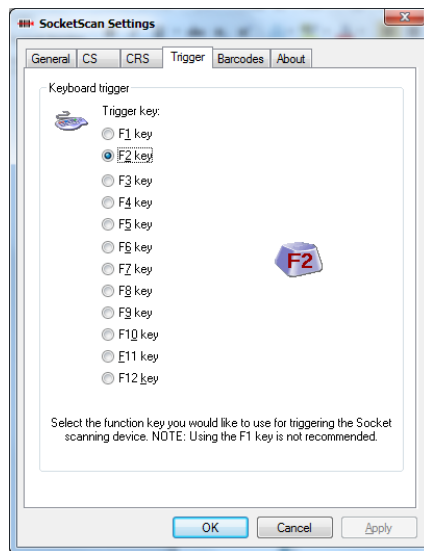 SocketScan Settings
General CS CRS Trigger Barcodes About
Keyboard trigger
Trigger key:
F1 key
F2 key
F3 key
F4 key
F5 key
F6 key
F7 key
F8 key
F9 key
F10 key
F11 key
F12 key
F2
Select the function key you would like to use for triggering the Socket
scanning device. NOTE: Using the F1 key is not recommended.
OK Cancel Apply